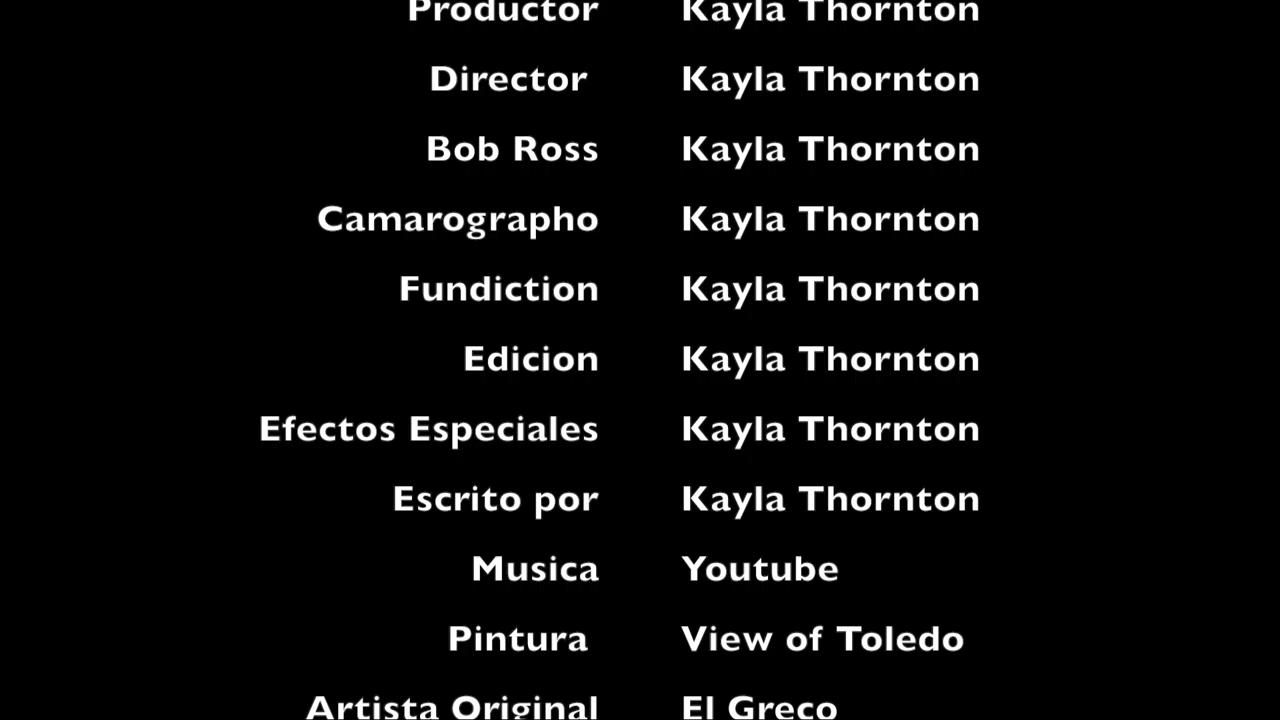 Productor Kayla Thornton
Director Kayla Thornton
Bob Ross Kayla Thornton
Camarographo Kayla Thornton
Fundiction Kayla Thornton
Edicion Kayla Thornton
Efectos Especiales Kayla Thornton
Escrito por Kayla Thornton
Musica Youtube
Pintura View of Toledo
Artista Original El Greco